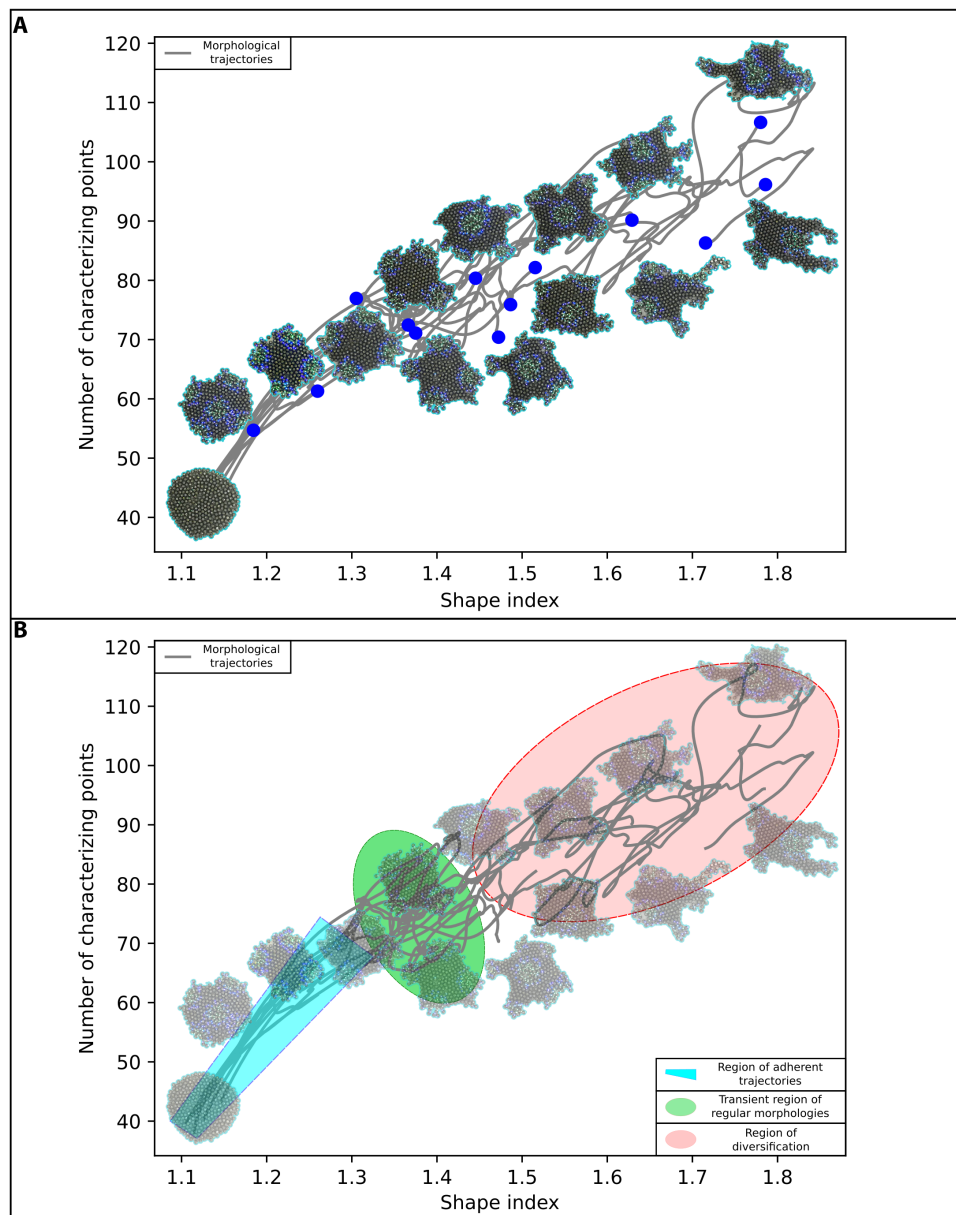 A
Morphological
trajectories
120
110
100
90
80
70
60
50
40
Number of characterizing points
1.1 1.2 1.3 1.4 1.5 1.6 1.7 1.8
Shape index
B
Morphological
trajectories
120
110
100
90
80
70
60
50
40
Number of characterizing points
Region of adherent
trajectories
Transient region of
regular morphologies
Region of
diversification
1.1 1.2 1.3 1.4 1.5 1.6 1.7 1.8
Shape index